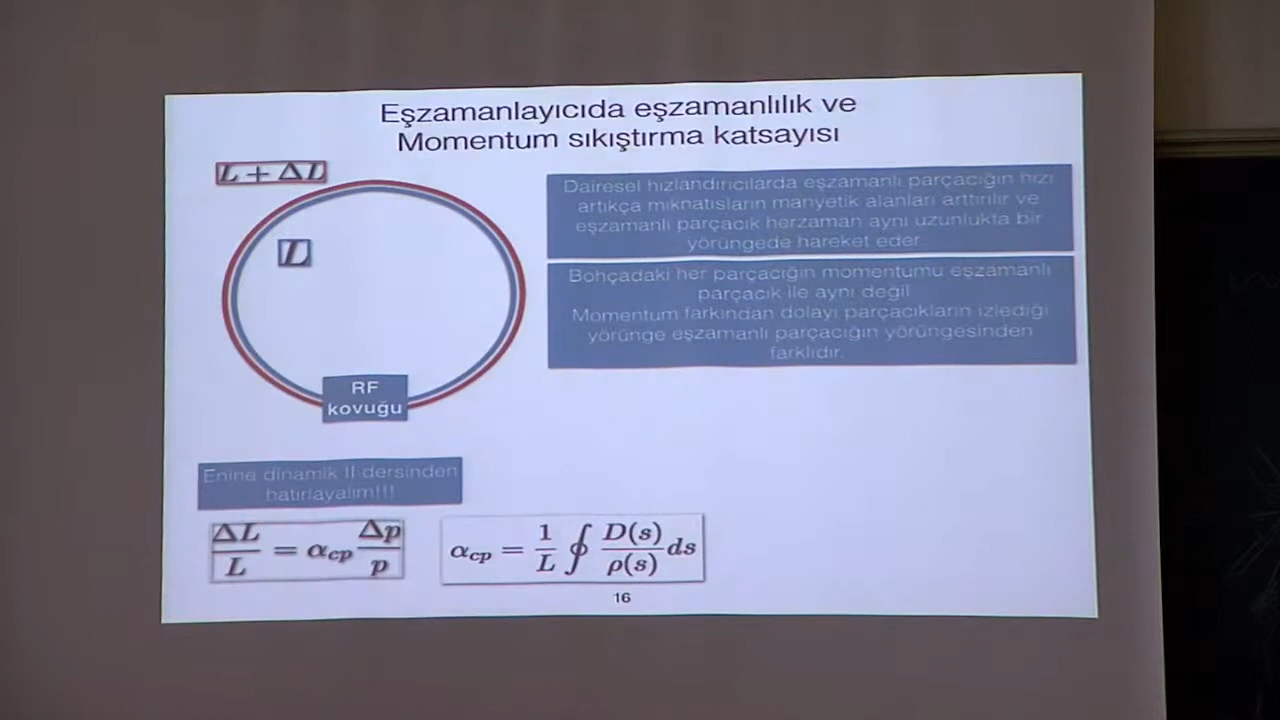 Eşzamanlayıcıda eşzamanlılık ve
Momentum sıkıştırma katsayısı
L + ΔL
L
RF
kovuğu
Dairesel hızlandırıcılarda eşzamanlı parçacığın hızı
artıkça mıknatısların manyetik alanları arttırılır ve
eşzamanlı parçacık herzaman aynı uzunlukta bir
yörüngede hareket eder
Bohçadaki her parçacığın momentumu eşzamanlı
parçacık ile aynı değil
Momentum farkından dolayı parçacıkların izlediği
yörünge eşzamanlı parçacığın yörüngesinden
farklıdır.
Enine dinamik II dersinden
hatırlayalım!!!
ΔL/L = α_cp Δp/p
α_cp = 1/L ∮ D(s)/ρ(s) ds
16